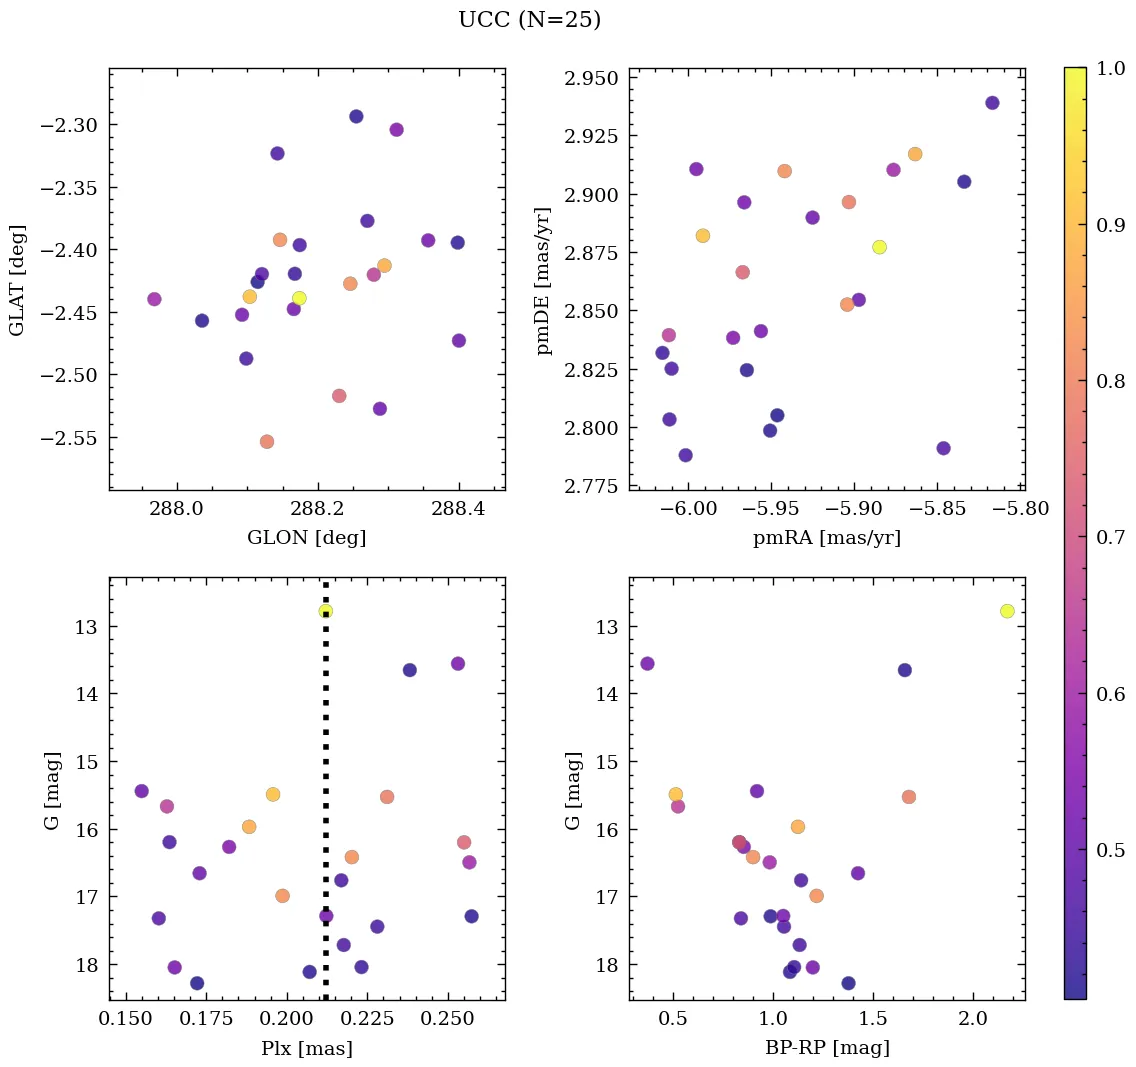 UCC (N=25)
−2.30
−2.35
−2.40
−2.45
−2.50
−2.55
GLAT [deg]
288.0 288.2 288.4
GLON [deg]
2.950
2.925
2.900
2.875
2.850
2.825
2.800
2.775
pmDE [mas/yr]
−6.00 −5.95 −5.90 −5.85 −5.80
pmRA [mas/yr]
13
14
15
16
17
18
G [mag]
0.150 0.175 0.200 0.225 0.250
Plx [mas]
13
14
15
16
17
18
G [mag]
0.5 1.0 1.5 2.0
BP-RP [mag]
1.0
0.9
0.8
0.7
0.6
0.5